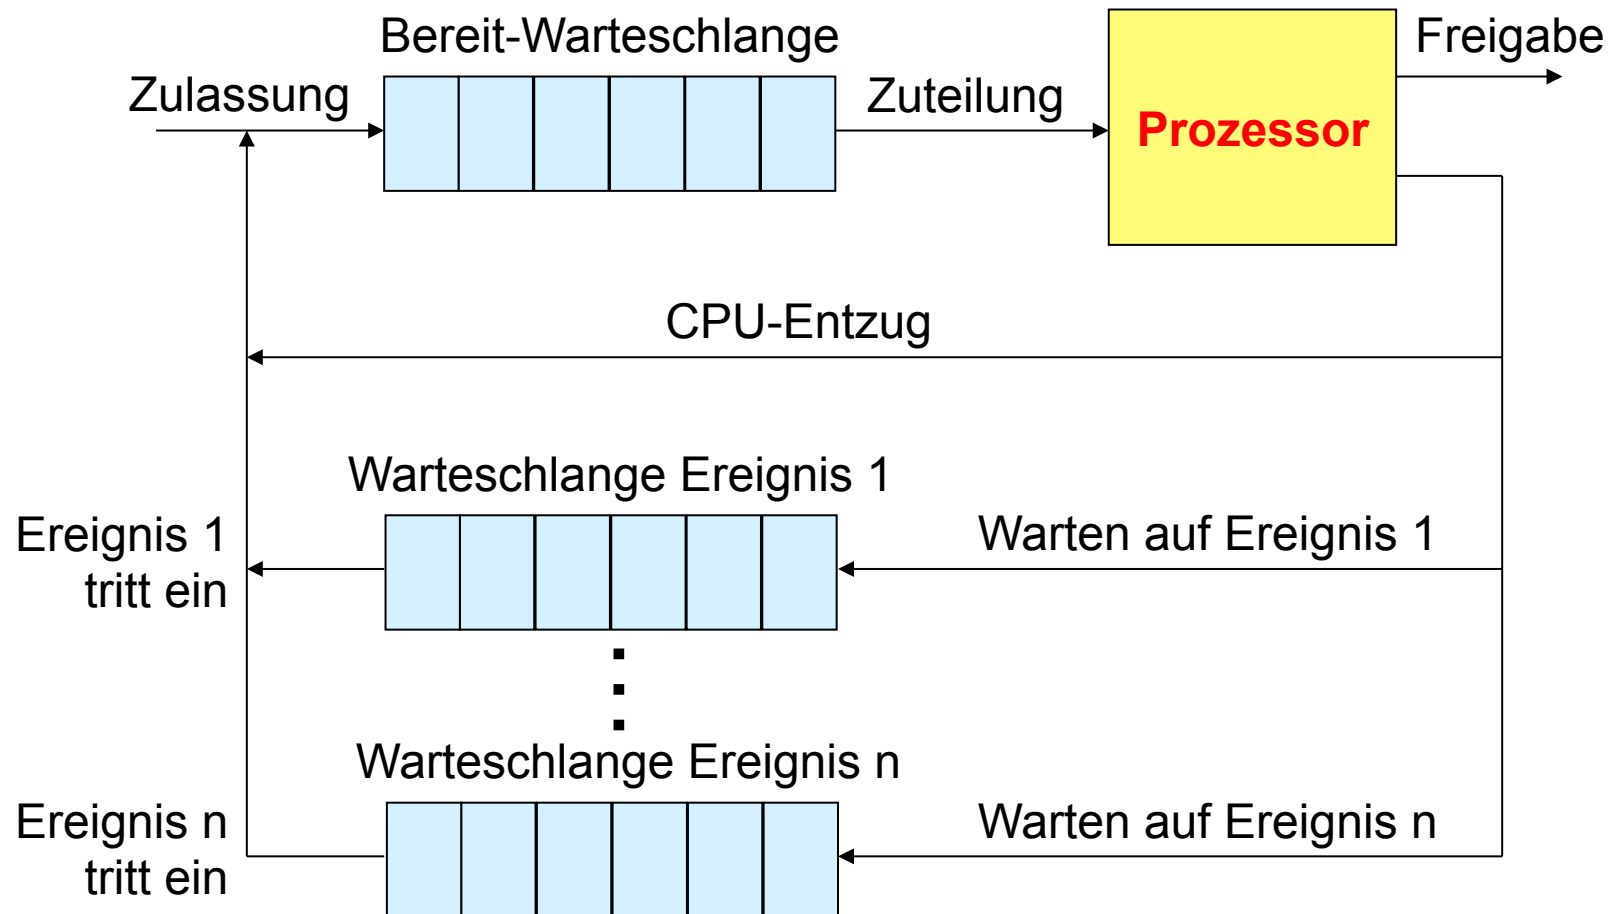 Bereit-Warteschlange
Freigabe
Zulassung
Zuteilung
Prozessor
CPU-Entzug
Warteschlange Ereignis 1
Ereignis 1
tritt ein
Warten auf Ereignis 1
Warteschlange Ereignis n
Ereignis n
tritt ein
Warten auf Ereignis n